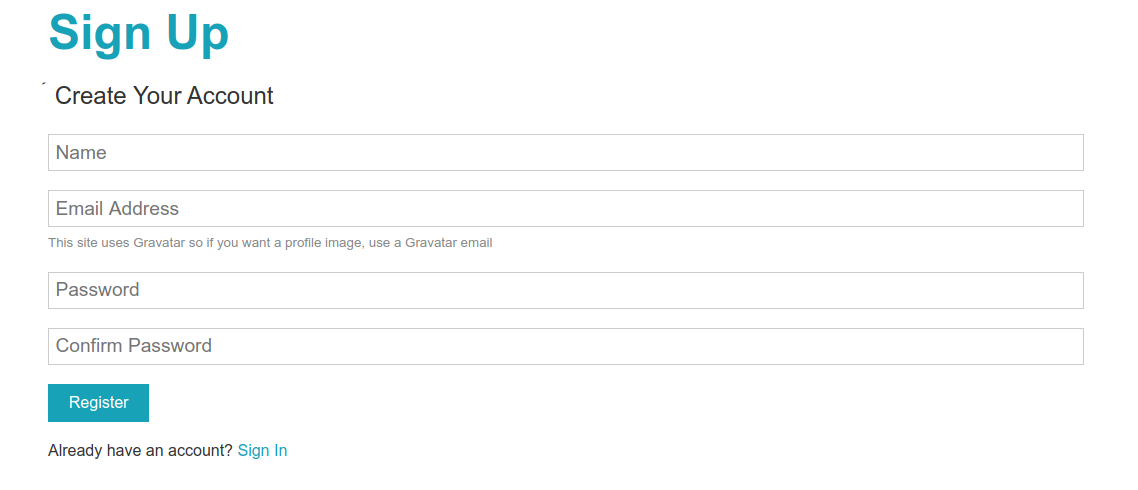 Sign Up
Create Your Account
Name
Email Address
This site uses Gravatar so if you want a profile image, use a Gravatar email
Password
Confirm Password
Register
Already have an account? Sign In